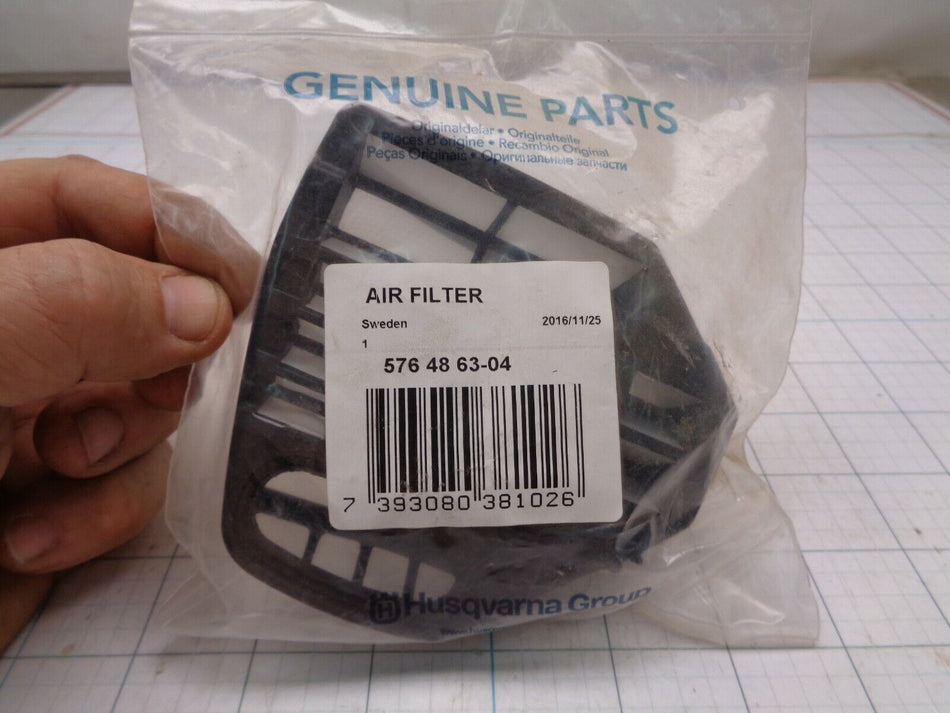 GENUINE PARTS
Originaldelar • Originalteile
Pièces d'origine • Recambio Original
Peças Originais • Оригинальные запчасти
AIR FILTER
Sweden 2016/11/25
1
576 48 63-04
7 393080 381026
H Husqvarna Group